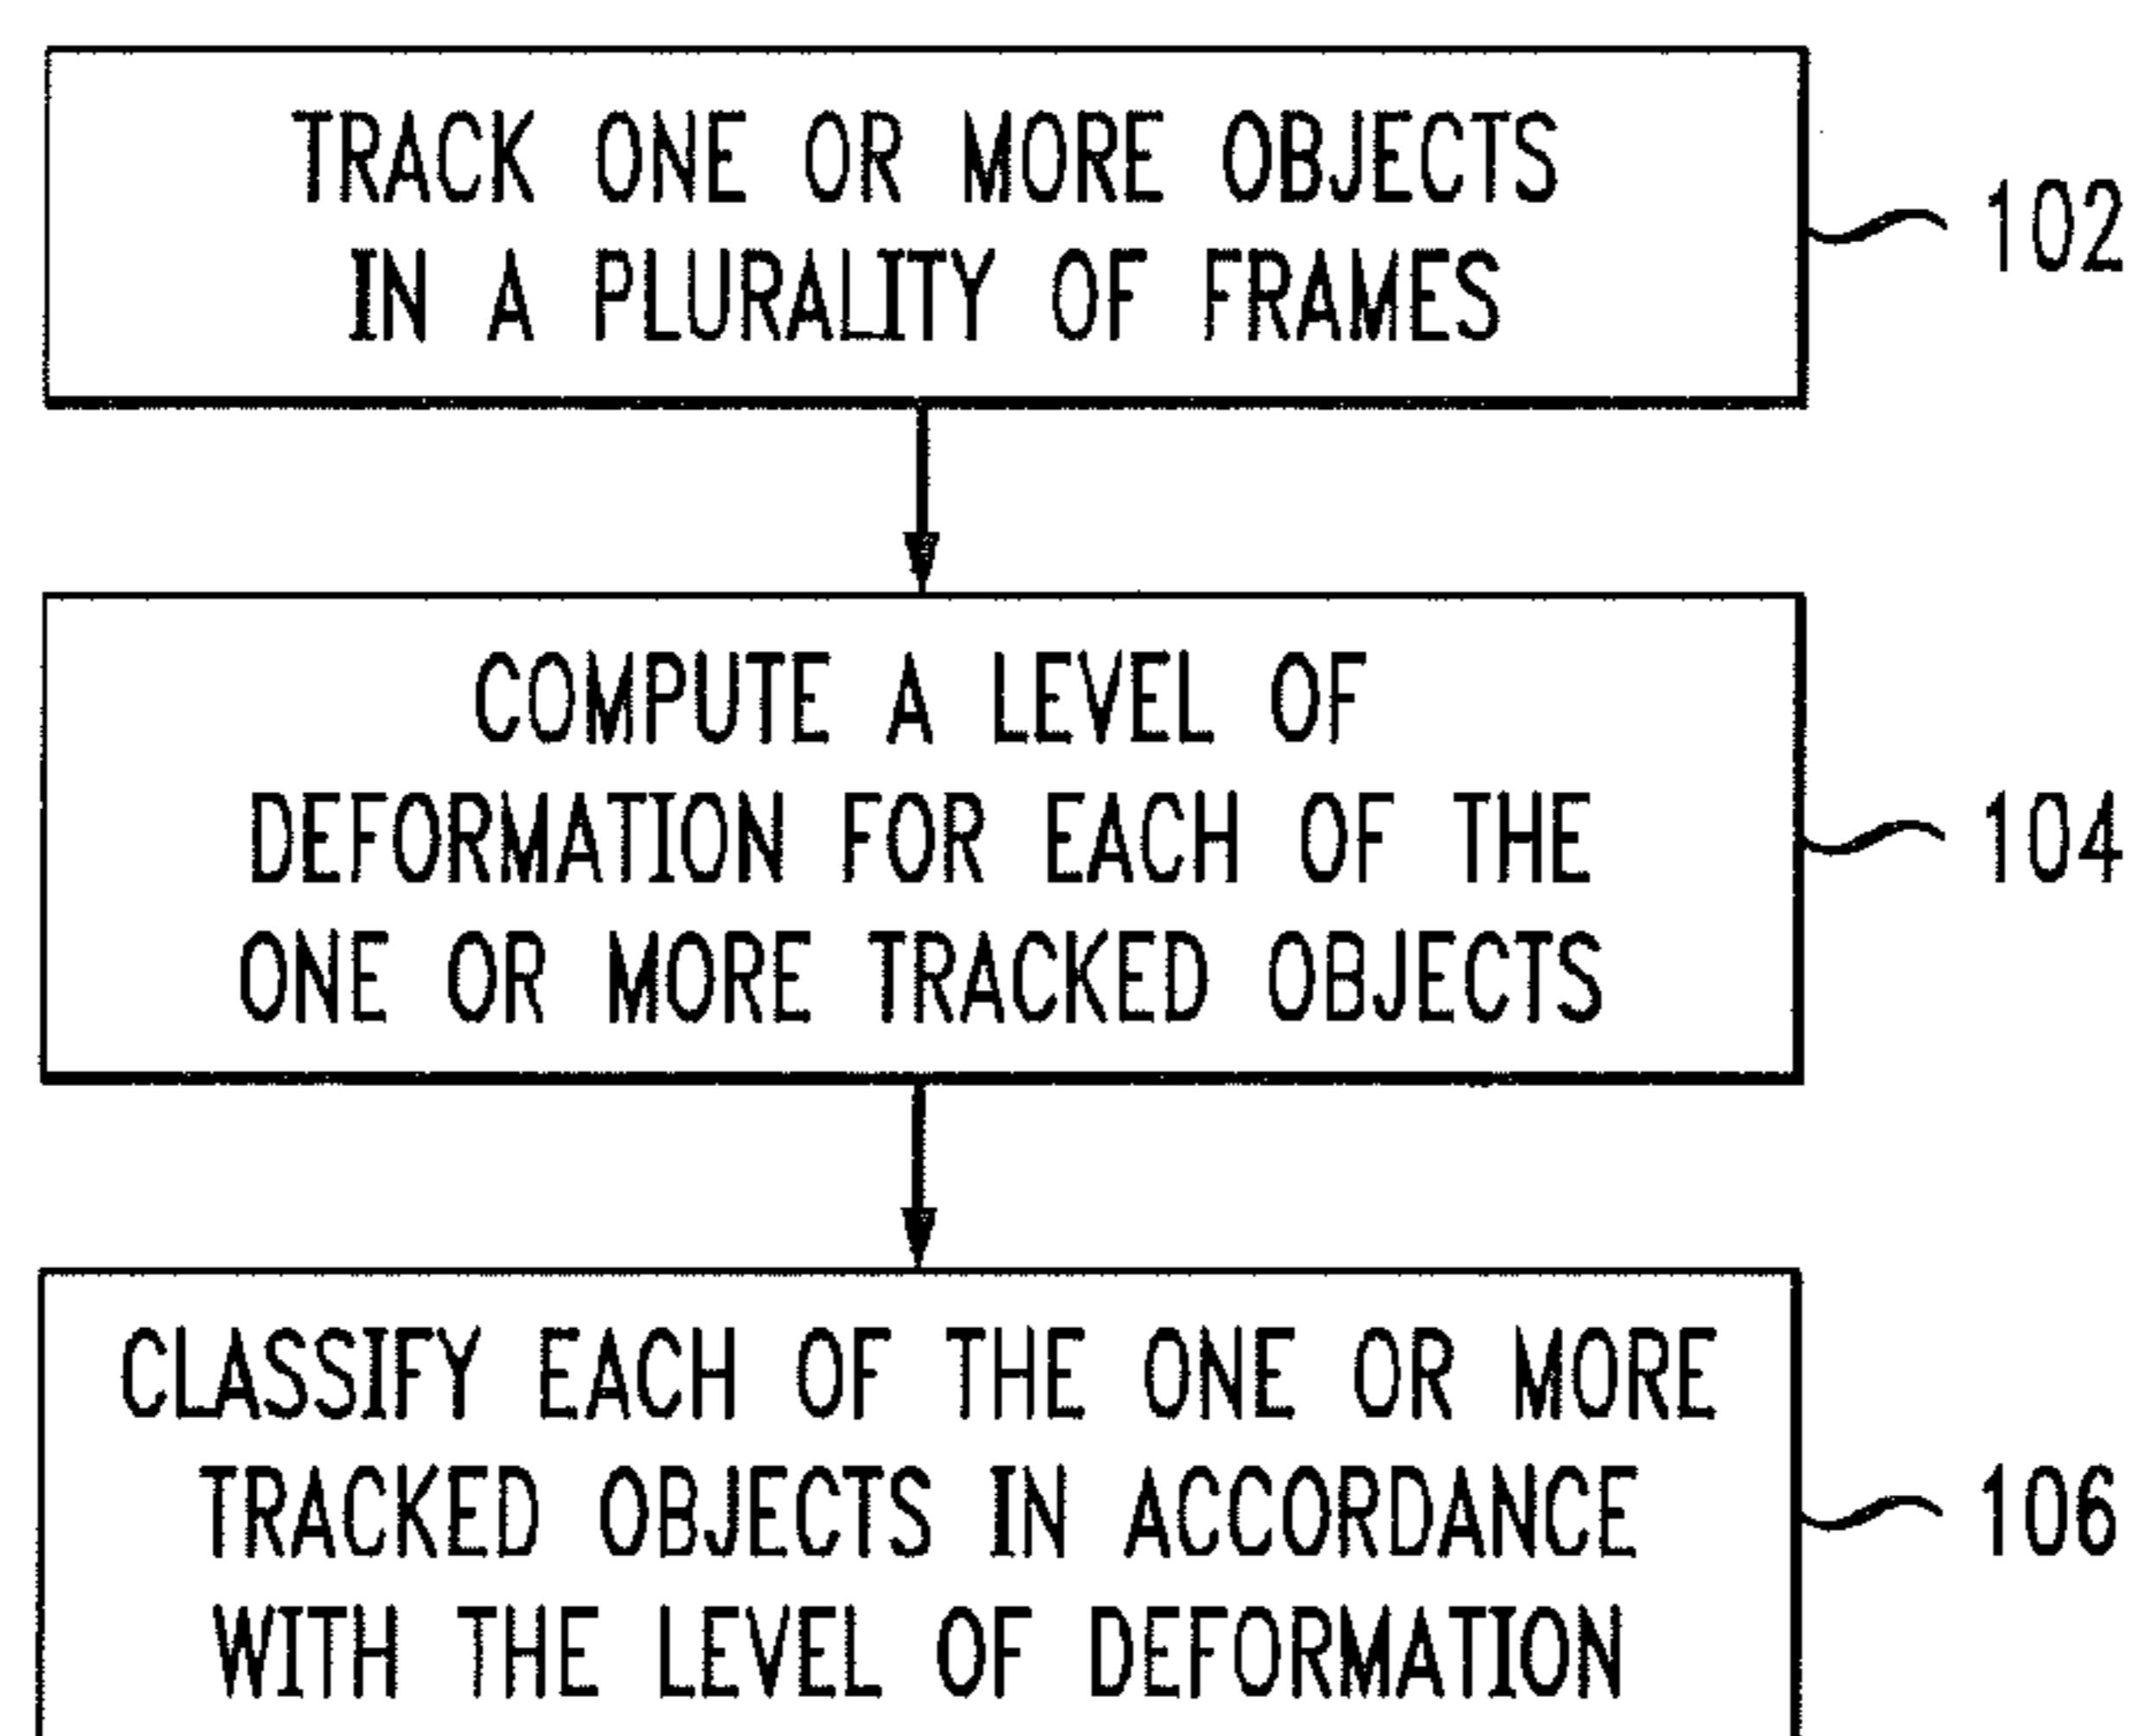 TRACK ONE OR MORE OBJECTS
IN A PLURALITY OF FRAMES
102
COMPUTE A LEVEL OF
DEFORMATION FOR EACH OF THE
ONE OR MORE TRACKED OBJECTS
104
CLASSIFY EACH OF THE ONE OR MORE
TRACKED OBJECTS IN ACCORDANCE
WITH THE LEVEL OF DEFORMATION
106